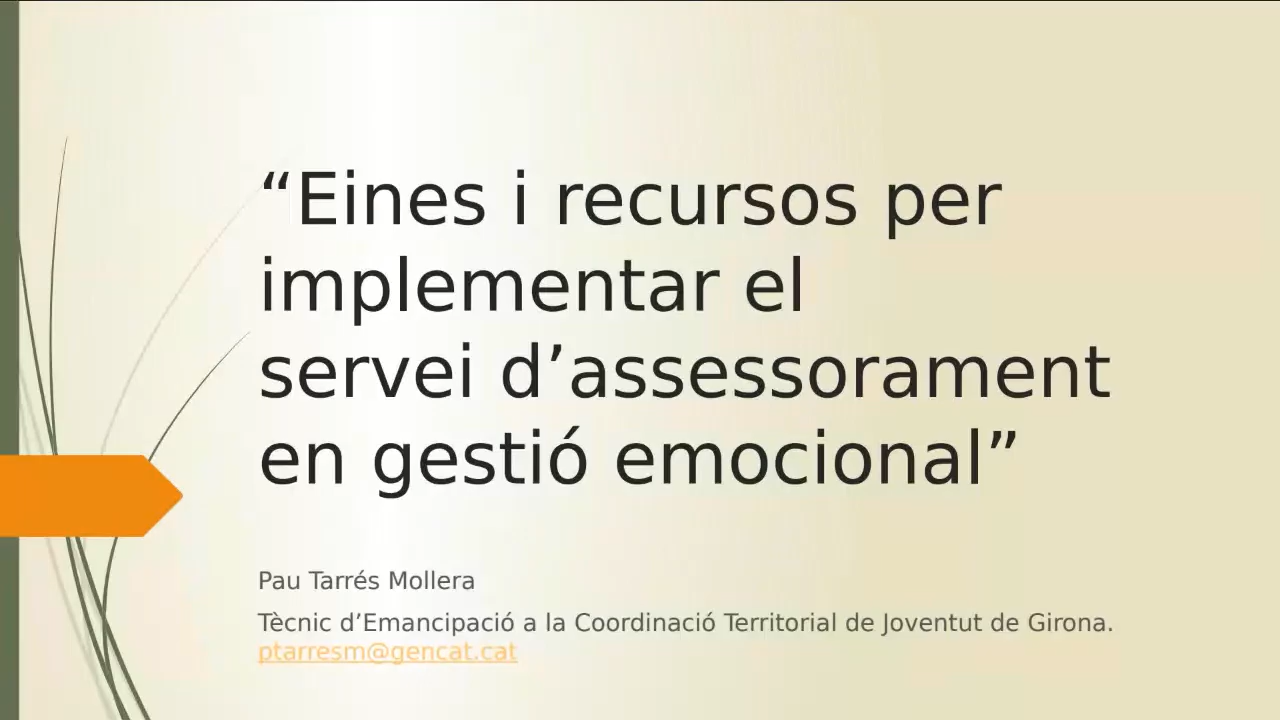 “Eines i recursos per
implementar el
servei d’assessorament
en gestió emocional”
Pau Tarrés Mollera
Tècnic d’Emancipació a la Coordinació Territorial de Joventut de Girona.
ptarresm@gencat.cat